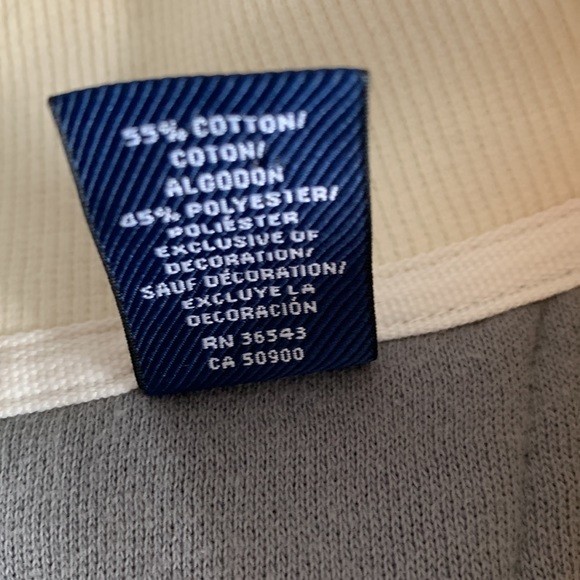 55% COTTON/
COTON/
ALGODON
45% POLYESTER/
POLIÉSTER
EXCLUSIVE OF
DECORATION/
SAUF DÉCORATION/
EXCLUYE LA
DECORACIÓN
RN 36543
CA 50900